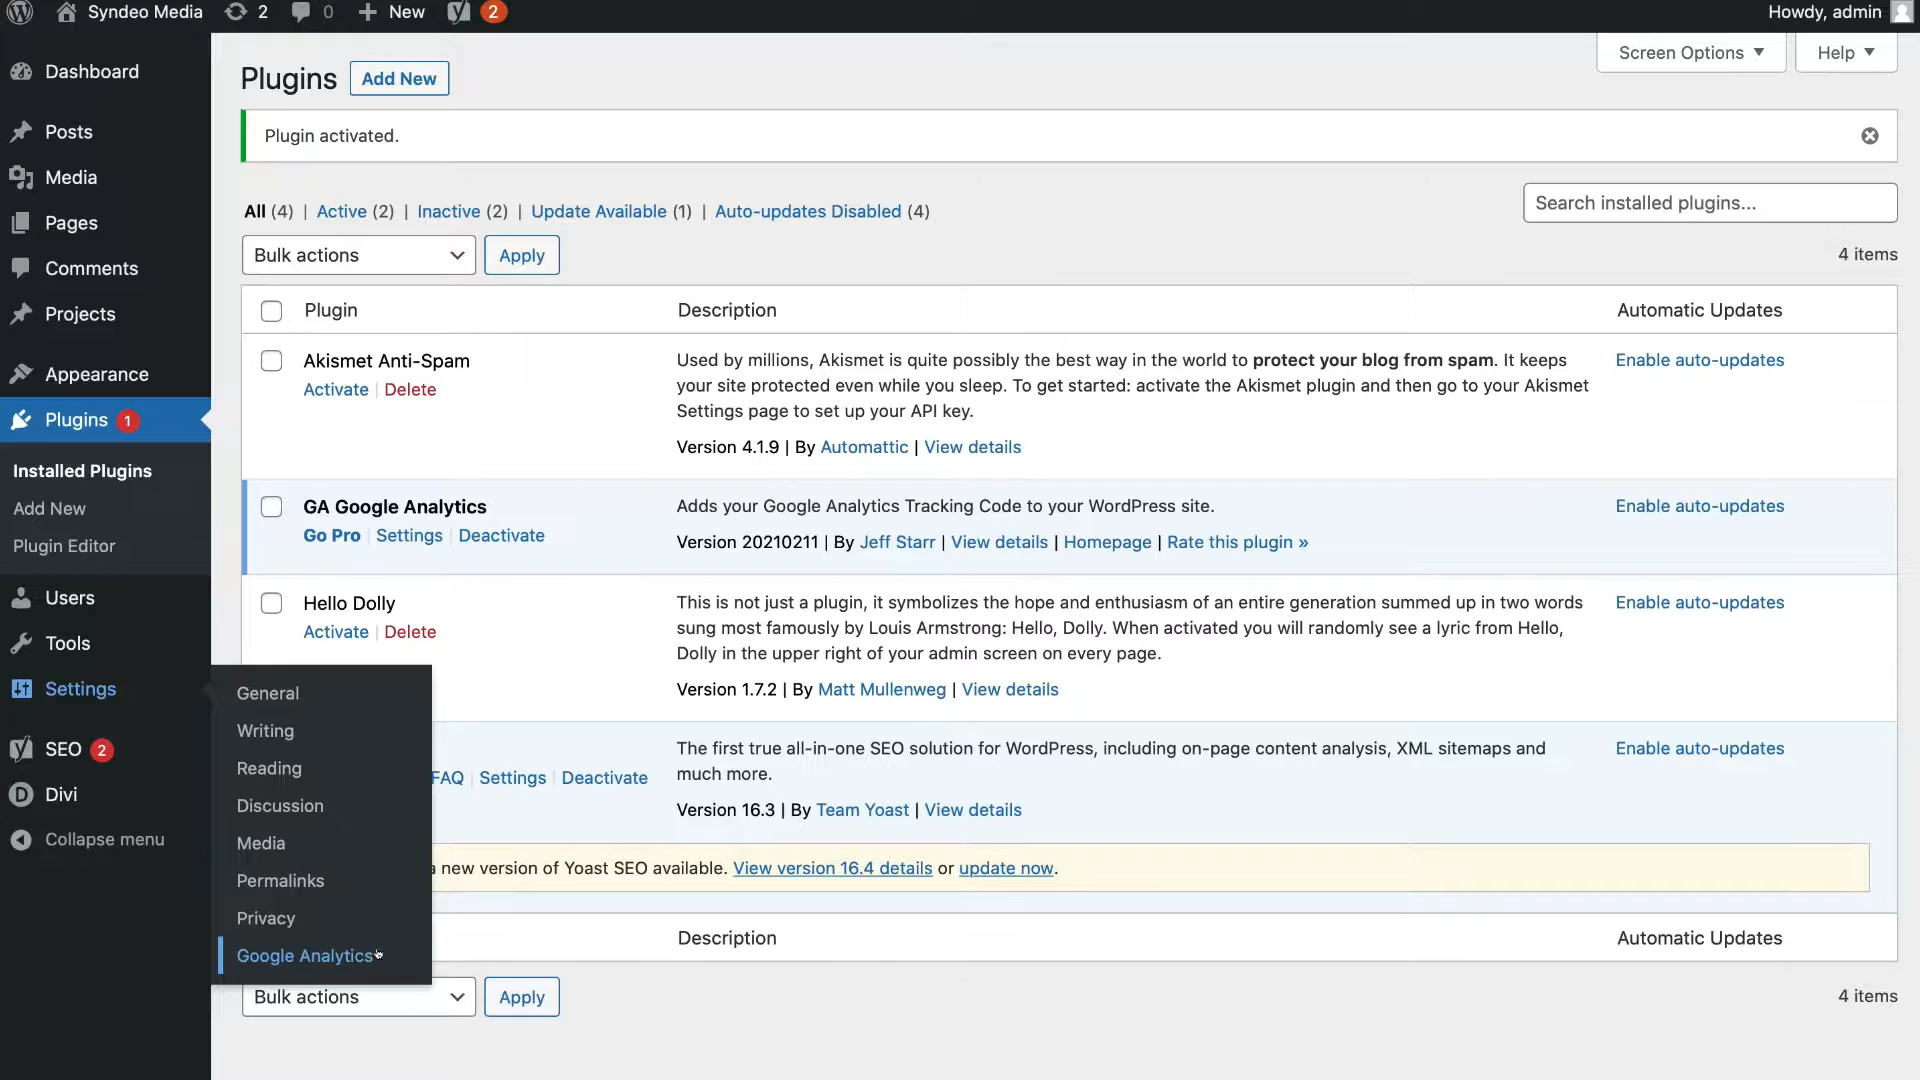 Syndeo Media 2 0 New 2 Howdy, admin
Screen Options Help
Dashboard
Posts
Media
Pages
Comments
Projects
Appearance
Plugins 1
Installed Plugins
Add New
Plugin Editor
Users
Tools
Settings
SEO 2
Divi
Collapse menu
General
Writing
Reading
Discussion
Media
Permalinks
Privacy
Google Analytics
Plugins Add New
Plugin activated.
All (4) | Active (2) | Inactive (2) | Update Available (1) | Auto-updates Disabled (4)
Search installed plugins...
Bulk actions Apply 4 items
Plugin Description Automatic Updates
Akismet Anti-Spam
Activate | Delete
Used by millions, Akismet is quite possibly the best way in the world to protect your blog from spam. It keeps
your site protected even while you sleep. To get started: activate the Akismet plugin and then go to your Akismet
Settings page to set up your API key.
Version 4.1.9 | By Automattic | View details
Enable auto-updates
GA Google Analytics
Go Pro | Settings | Deactivate
Adds your Google Analytics Tracking Code to your WordPress site.
Version 20210211 | By Jeff Starr | View details | Homepage | Rate this plugin »
Enable auto-updates
Hello Dolly
Activate | Delete
This is not just a plugin, it symbolizes the hope and enthusiasm of an entire generation summed up in two words
sung most famously by Louis Armstrong: Hello, Dolly. When activated you will randomly see a lyric from Hello,
Dolly in the upper right of your admin screen on every page.
Version 1.7.2 | By Matt Mullenweg | View details
Enable auto-updates
FAQ | Settings | Deactivate
The first true all-in-one SEO solution for WordPress, including on-page content analysis, XML sitemaps and
much more.
Version 16.3 | By Team Yoast | View details
Enable auto-updates
a new version of Yoast SEO available. View version 16.4 details or update now.
Description Automatic Updates
Bulk actions Apply 4 items